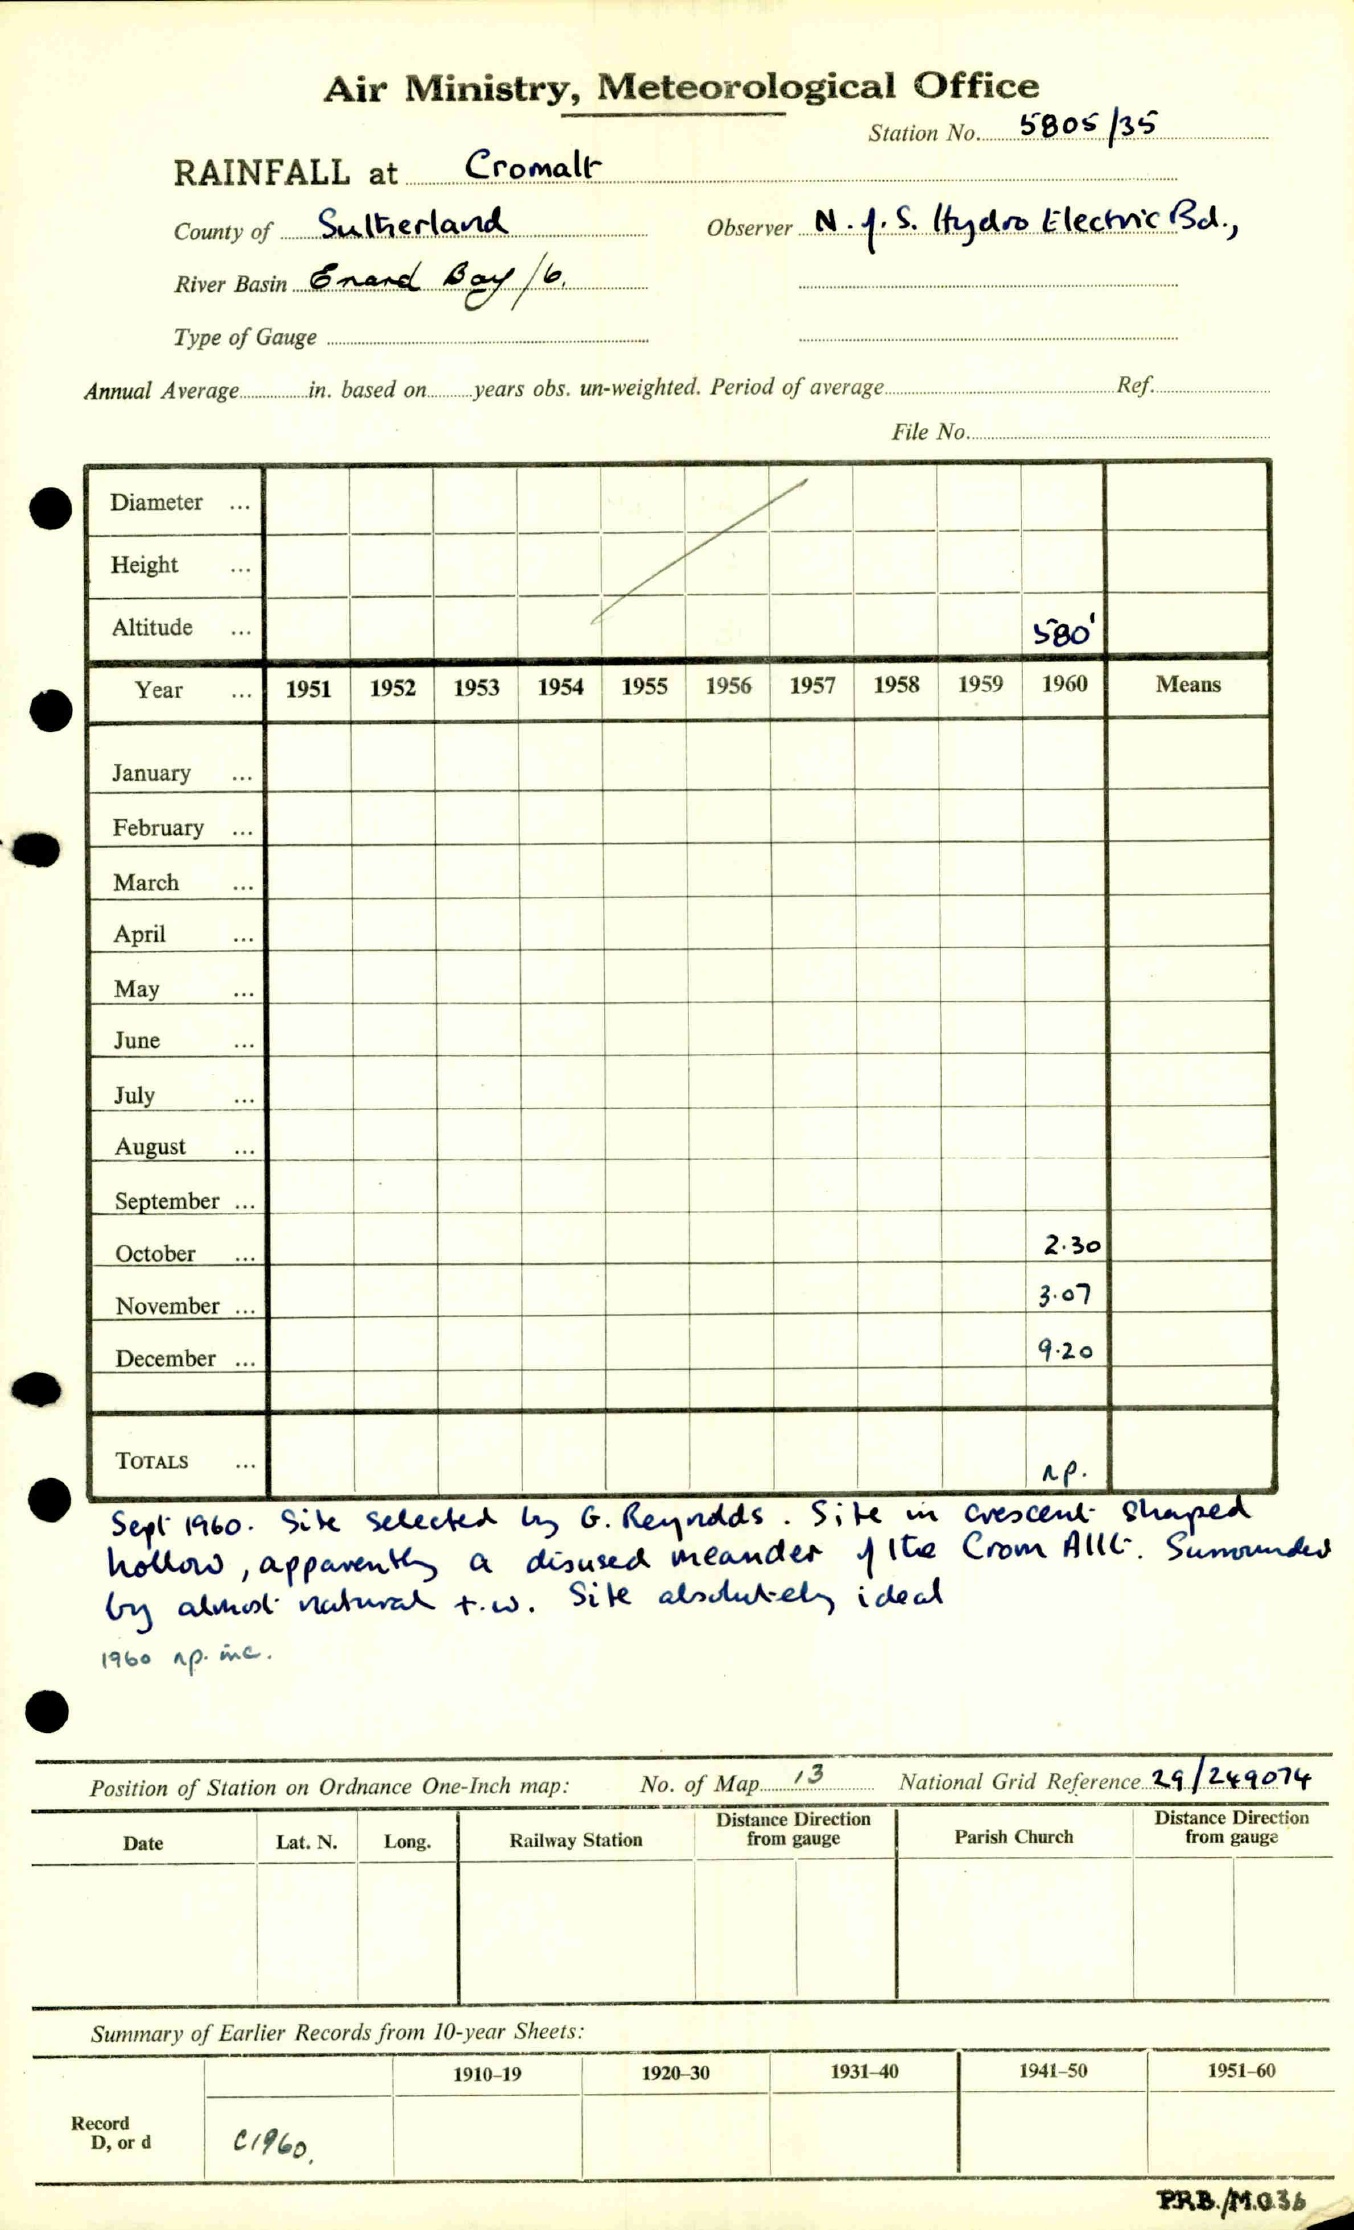 Air Ministry, Meteorological Office
Station No. 5805/35
RAINFALL at Cromalt
County of Sutherland Observer N. of S. Hydro Electric Bd.,
River Basin Enard Bay/6.
Type of Gauge
Annual Average in. based on years obs. un-weighted. Period of average Ref.
File No.
Diameter ...
Height ...
Altitude ... 580'
Year ... 1951 1952 1953 1954 1955 1956 1957 1958 1959 1960 Means
January ...
February ...
March ...
April ...
May ...
June ...
July ...
August ...
September ...
October ... 2.30
November ... 3.07
December ... 9.20
TOTALS ... n.p.
Sept 1960. Site selected by G. Reynolds. Site in crescent shaped
hollow, apparently a disused meander of the Crom Allt. Surrounded
by almost natural t.w. Site absolutely ideal
1960 n.p. inc.
Position of Station on Ordnance One-Inch map: No. of Map 13 National Grid Reference 29/249074
Date Lat. N. Long. Railway Station Distance Direction from gauge Parish Church Distance Direction from gauge
Summary of Earlier Records from 10-year Sheets:
1910–19 1920–30 1931–40 1941–50 1951–60
Record
D, or d C1960.
P.R.B./M.O.36